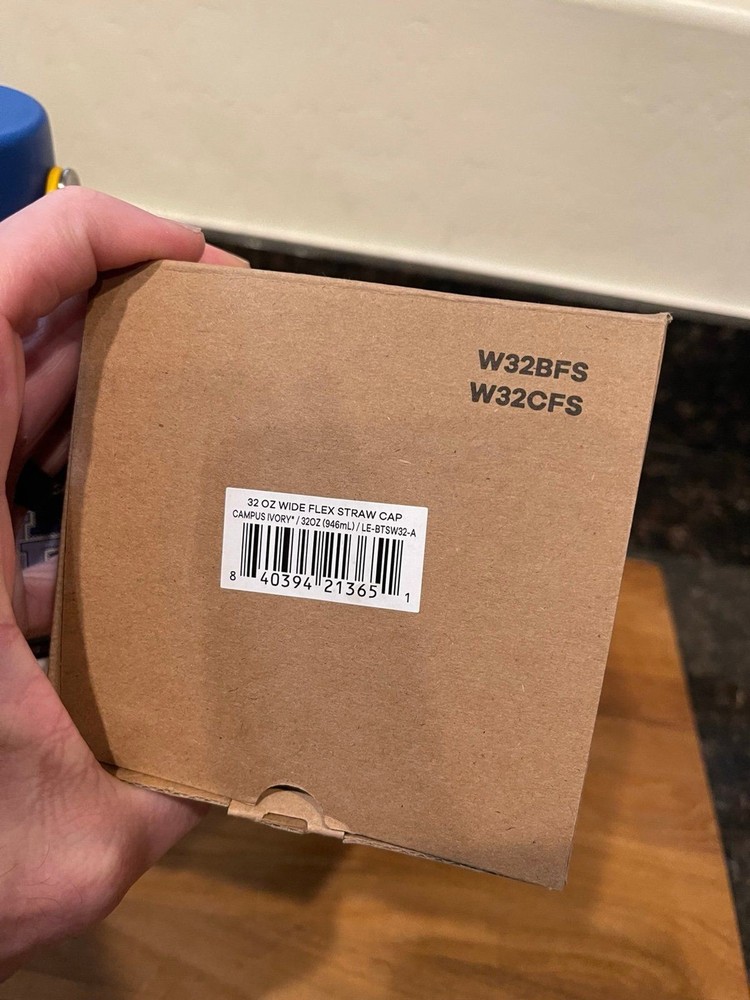 W32BFS
W32CFS
32 OZ WIDE FLEX STRAW CAP
CAMPUS IVORY* / 32OZ (946mL) / LE-BTSW32-A
8 40394 21365 1